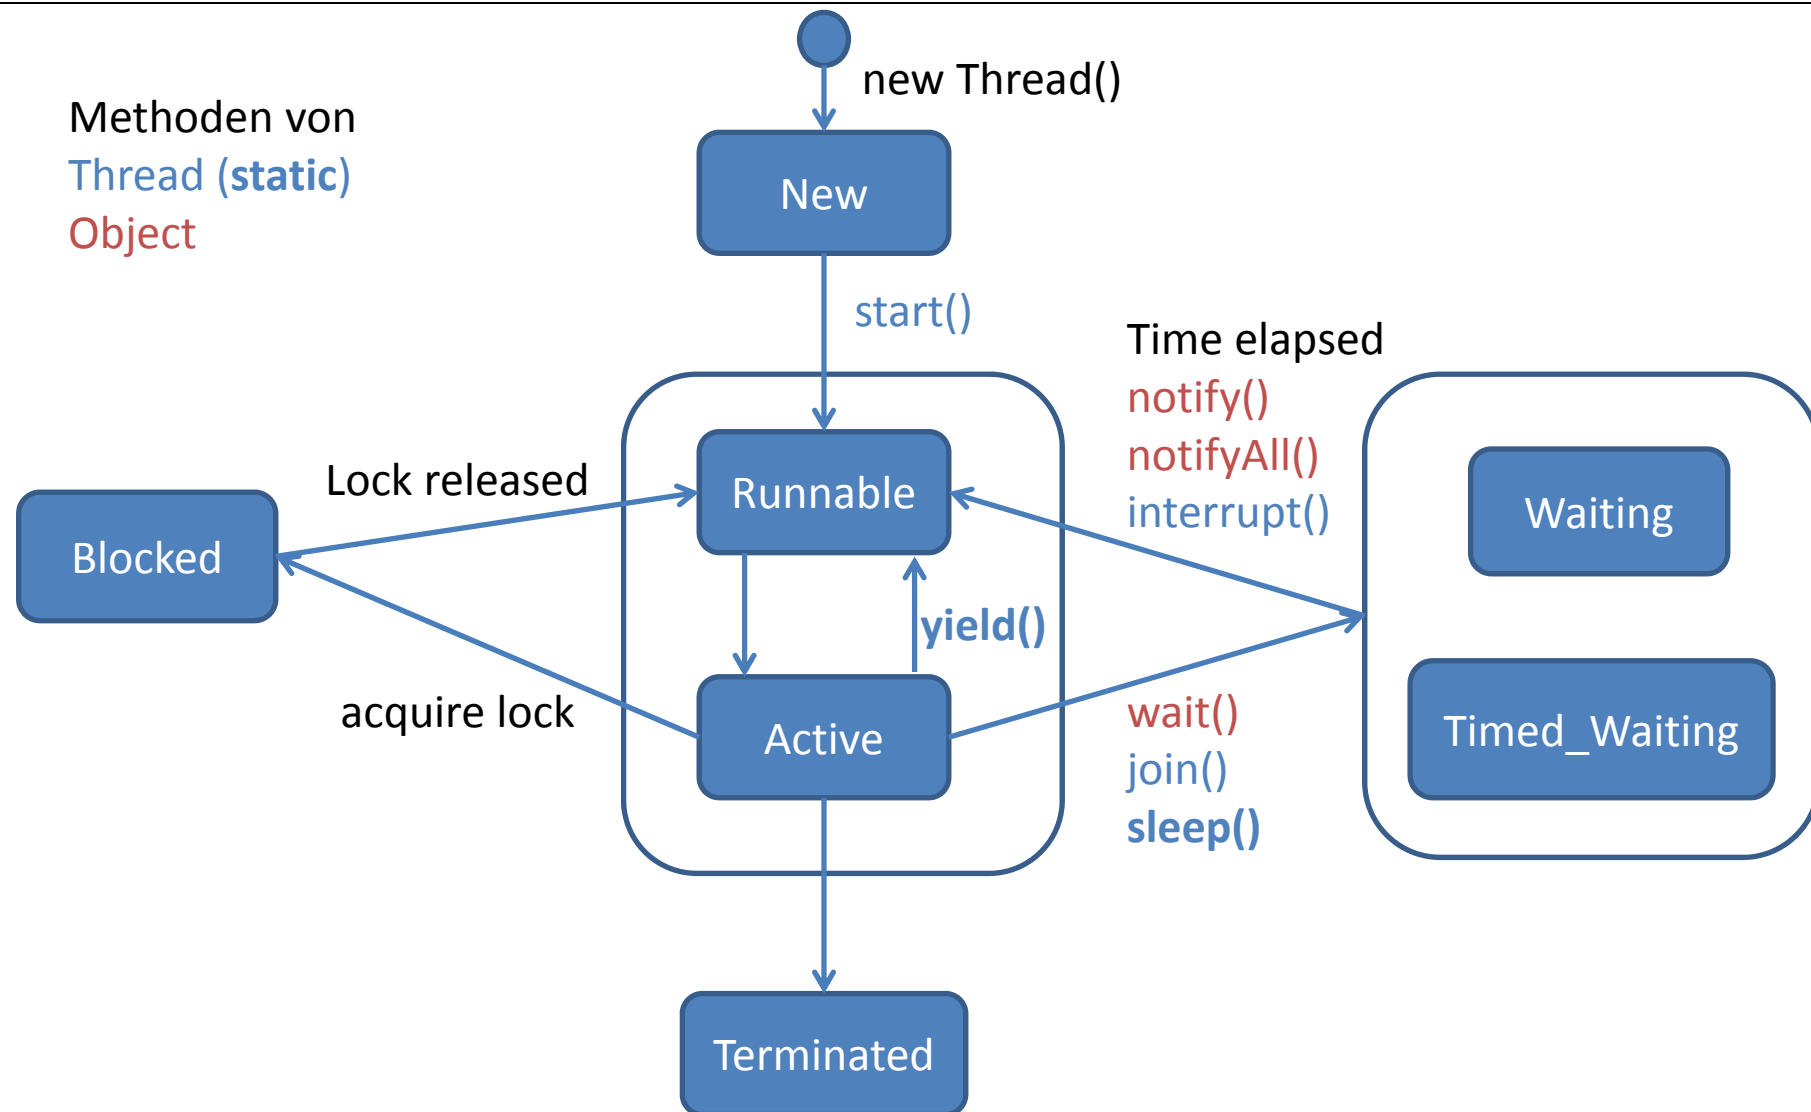 new Thread()
Methoden von
Thread (static)
Object
New
start()
Time elapsed
notify()
notifyAll()
interrupt()
Lock released
Runnable
Waiting
Blocked
yield()
acquire lock
Active
wait()
join()
sleep()
Timed_Waiting
Terminated